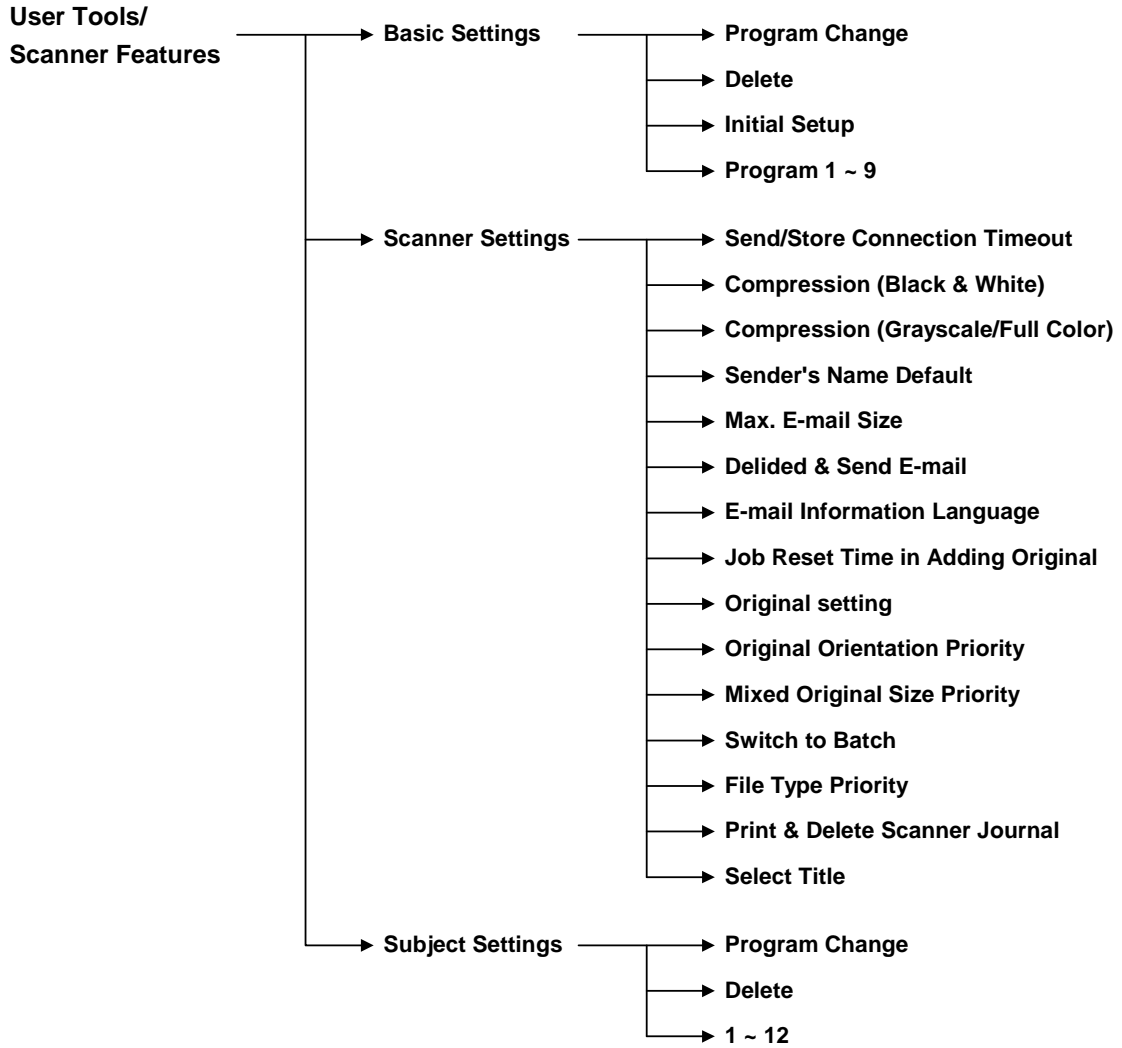 User Tools/
Scanner Features
Basic Settings
Program Change
Delete
Initial Setup
Program 1 ~ 9
Scanner Settings
Send/Store Connection Timeout
Compression (Black & White)
Compression (Grayscale/Full Color)
Sender's Name Default
Max. E-mail Size
Delided & Send E-mail
E-mail Information Language
Job Reset Time in Adding Original
Original setting
Original Orientation Priority
Mixed Original Size Priority
Switch to Batch
File Type Priority
Print & Delete Scanner Journal
Select Title
Subject Settings
Program Change
Delete
1 ~ 12